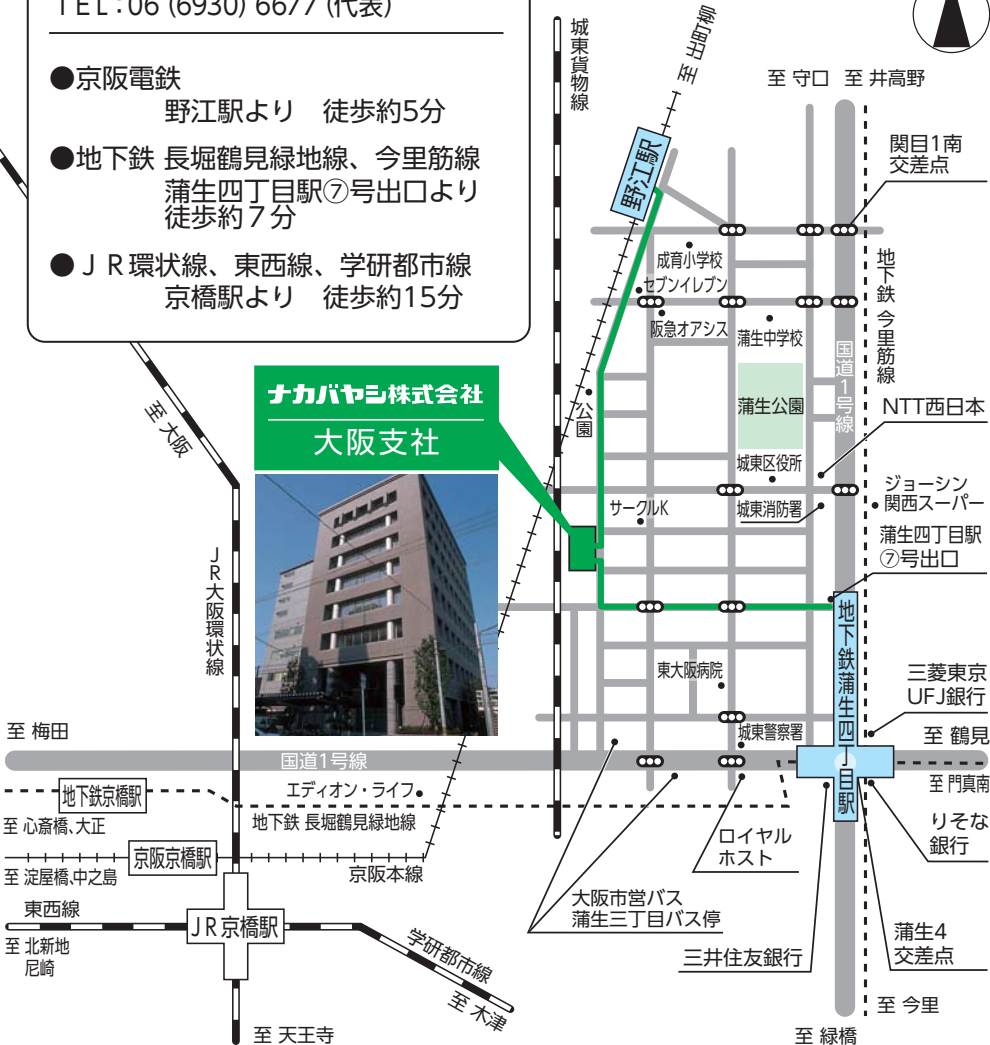 TEL:06 (6930) 6677 (代表)
●京阪電鉄
野江駅より 徒歩約5分
●地下鉄 長堀鶴見緑地線、今里筋線
蒲生四丁目駅⑦号出口より
徒歩約7分
●JR環状線、東西線、学研都市線
京橋駅より 徒歩約15分
城東貨物線
至 出町柳
至 守口
至 井高野
関目1南
交差点
野江駅
成育小学校
セブンイレブン
阪急オアシス
蒲生中学校
地下鉄 今里筋線
国道1号線
至 大阪
ナカバヤシ株式会社
大阪支社
公園
蒲生公園
NTT西日本
城東区役所
サークルK
城東消防署
ジョーシン
関西スーパー
蒲生四丁目駅
⑦号出口
JR大阪環状線
地下鉄蒲生四丁目駅
東大阪病院
三菱東京
UFJ銀行
至 梅田
城東警察署
至 鶴見
国道1号線
地下鉄京橋駅
エディオン・ライフ
至 門真南
至 心斎橋、大正
地下鉄 長堀鶴見緑地線
りそな
銀行
ロイヤル
ホスト
京阪京橋駅
至 淀屋橋、中之島
京阪本線
大阪市営バス
蒲生三丁目バス停
東西線
JR京橋駅
至 北新地
尼崎
学研都市線
三井住友銀行
蒲生4
交差点
至 木津
至 今里
至 天王寺
至 緑橋